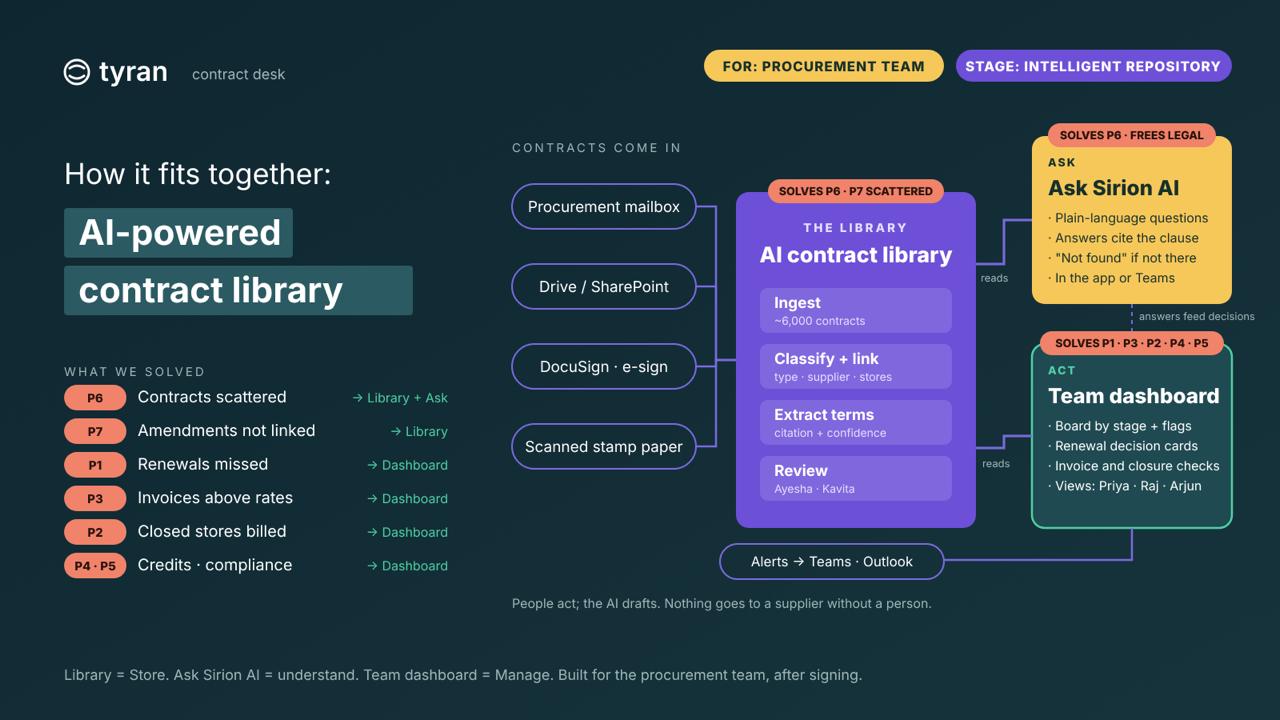 tyran
contract desk
FOR: PROCUREMENT TEAM
STAGE: INTELLIGENT REPOSITORY
How it fits together:
AI-powered
contract library
WHAT WE SOLVED
P6 Contracts scattered → Library + Ask
P7 Amendments not linked → Library
P1 Renewals missed → Dashboard
P3 Invoices above rates → Dashboard
P2 Closed stores billed → Dashboard
P4 · P5 Credits · compliance → Dashboard
CONTRACTS COME IN
Procurement mailbox
Drive / SharePoint
DocuSign · e-sign
Scanned stamp paper
SOLVES P6 · P7 SCATTERED
THE LIBRARY
AI contract library
Ingest
~6,000 contracts
Classify + link
type · supplier · stores
Extract terms
citation + confidence
Review
Ayesha · Kavita
reads
reads
SOLVES P6 · FREES LEGAL
ASK
Ask Sirion AI
· Plain-language questions
· Answers cite the clause
· "Not found" if not there
· In the app or Teams
answers feed decisions
SOLVES P1 · P3 · P2 · P4 · P5
ACT
Team dashboard
· Board by stage + flags
· Renewal decision cards
· Invoice and closure checks
· Views: Priya · Raj · Arjun
Alerts → Teams · Outlook
People act; the AI drafts. Nothing goes to a supplier without a person.
Library = Store. Ask Sirion AI = understand. Team dashboard = Manage. Built for the procurement team, after signing.